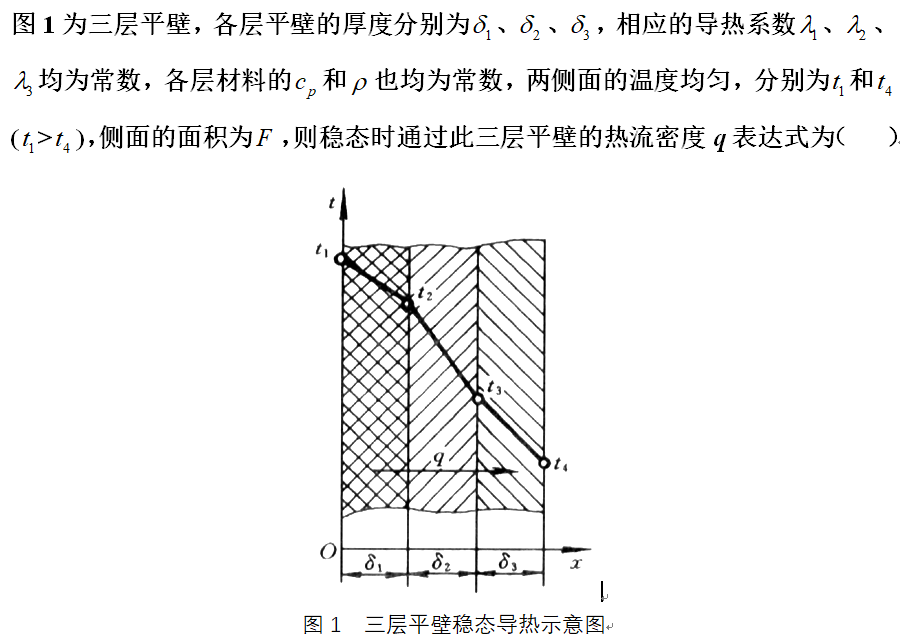 图1为三层平壁，各层平壁的厚度分别为δ₁、δ₂、δ₃，相应的导热系数λ₁、λ₂、
λ₃均为常数，各层材料的cₚ和ρ也均为常数，两侧面的温度均匀，分别为t₁和t₄
(t₁>t₄)，侧面的面积为F，则稳态时通过此三层平壁的热流密度q表达式为（　　）.
t
t₁
t₂
t₃
q
t₄
O
δ₁ δ₂ δ₃ x
图 1 三层平壁稳态导热示意图